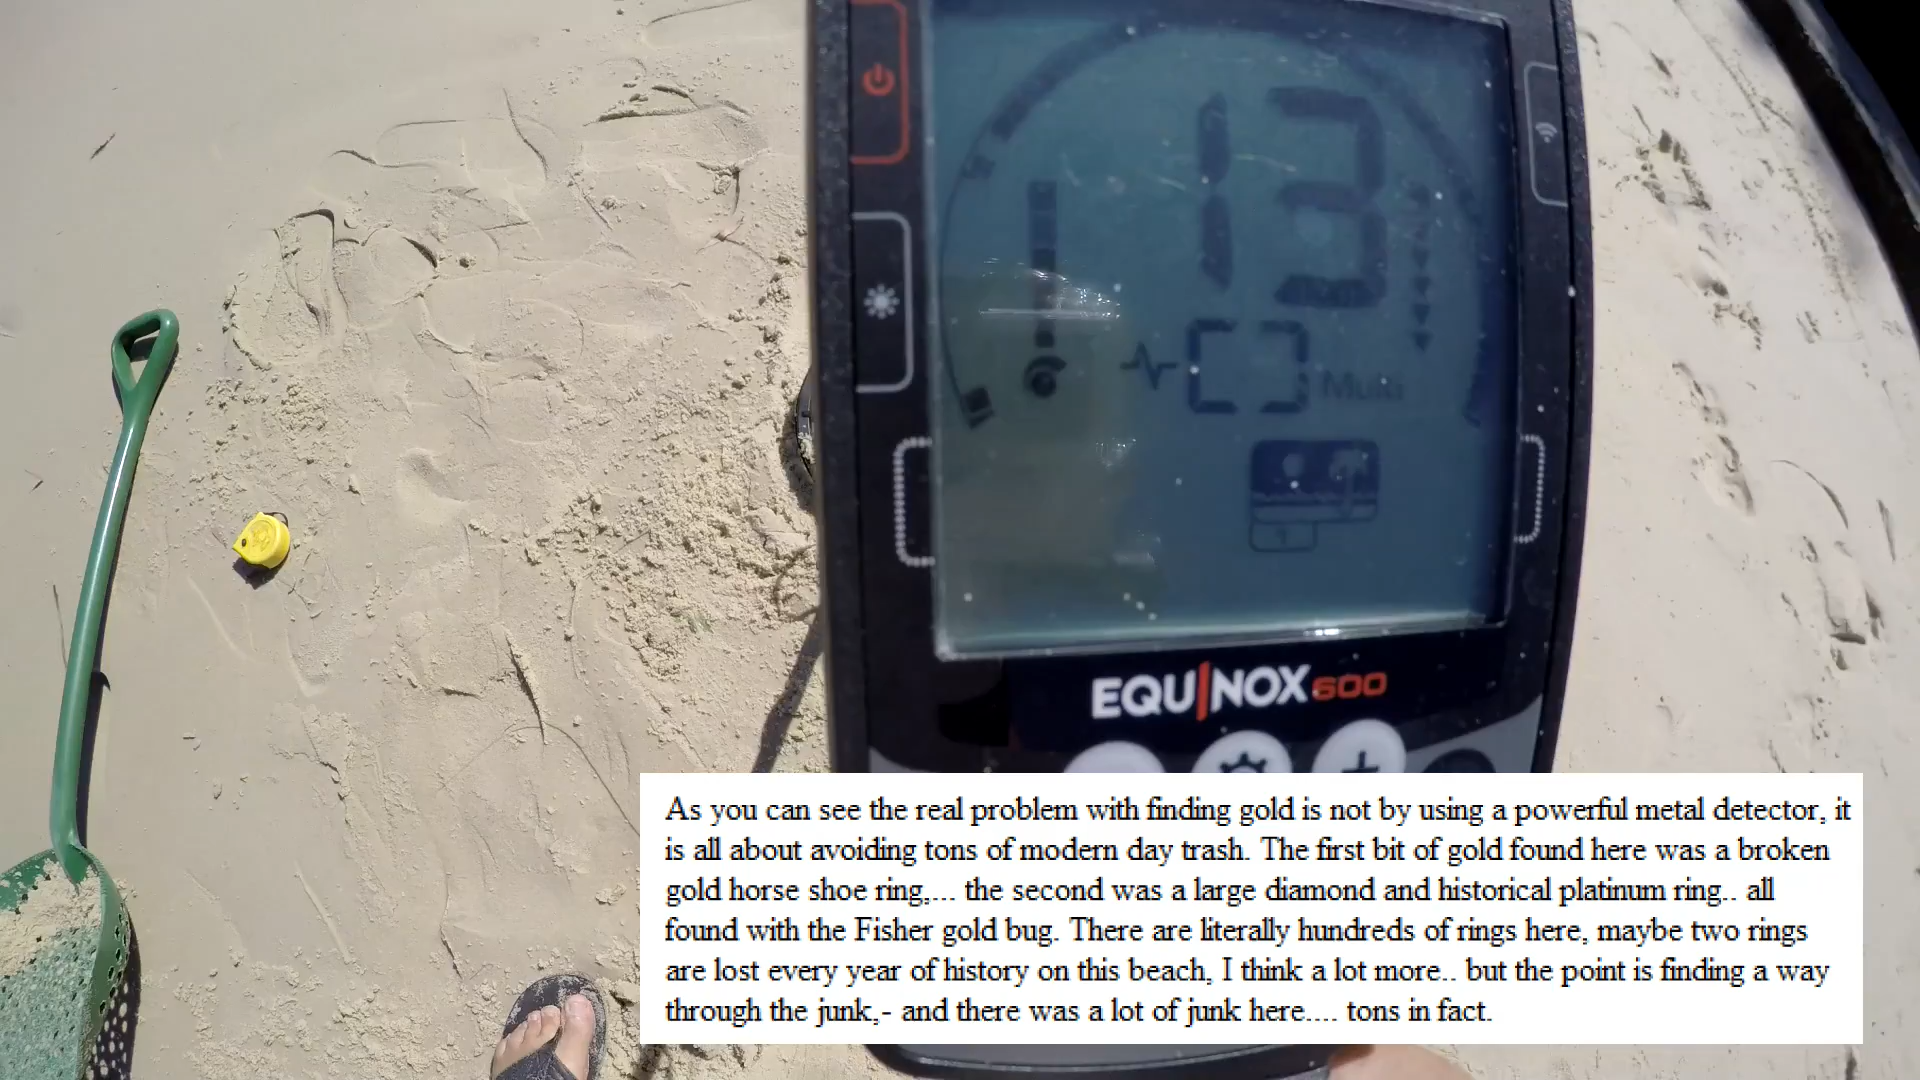 13
Multi
1
EQUINOX 600
As you can see the real problem with finding gold is not by using a powerful metal detector, it
is all about avoiding tons of modern day trash. The first bit of gold found here was a broken
gold horse shoe ring,... the second was a large diamond and historical platinum ring.. all
found with the Fisher gold bug. There are literally hundreds of rings here, maybe two rings
are lost every year of history on this beach, I think a lot more.. but the point is finding a way
through the junk,- and there was a lot of junk here.... tons in fact.